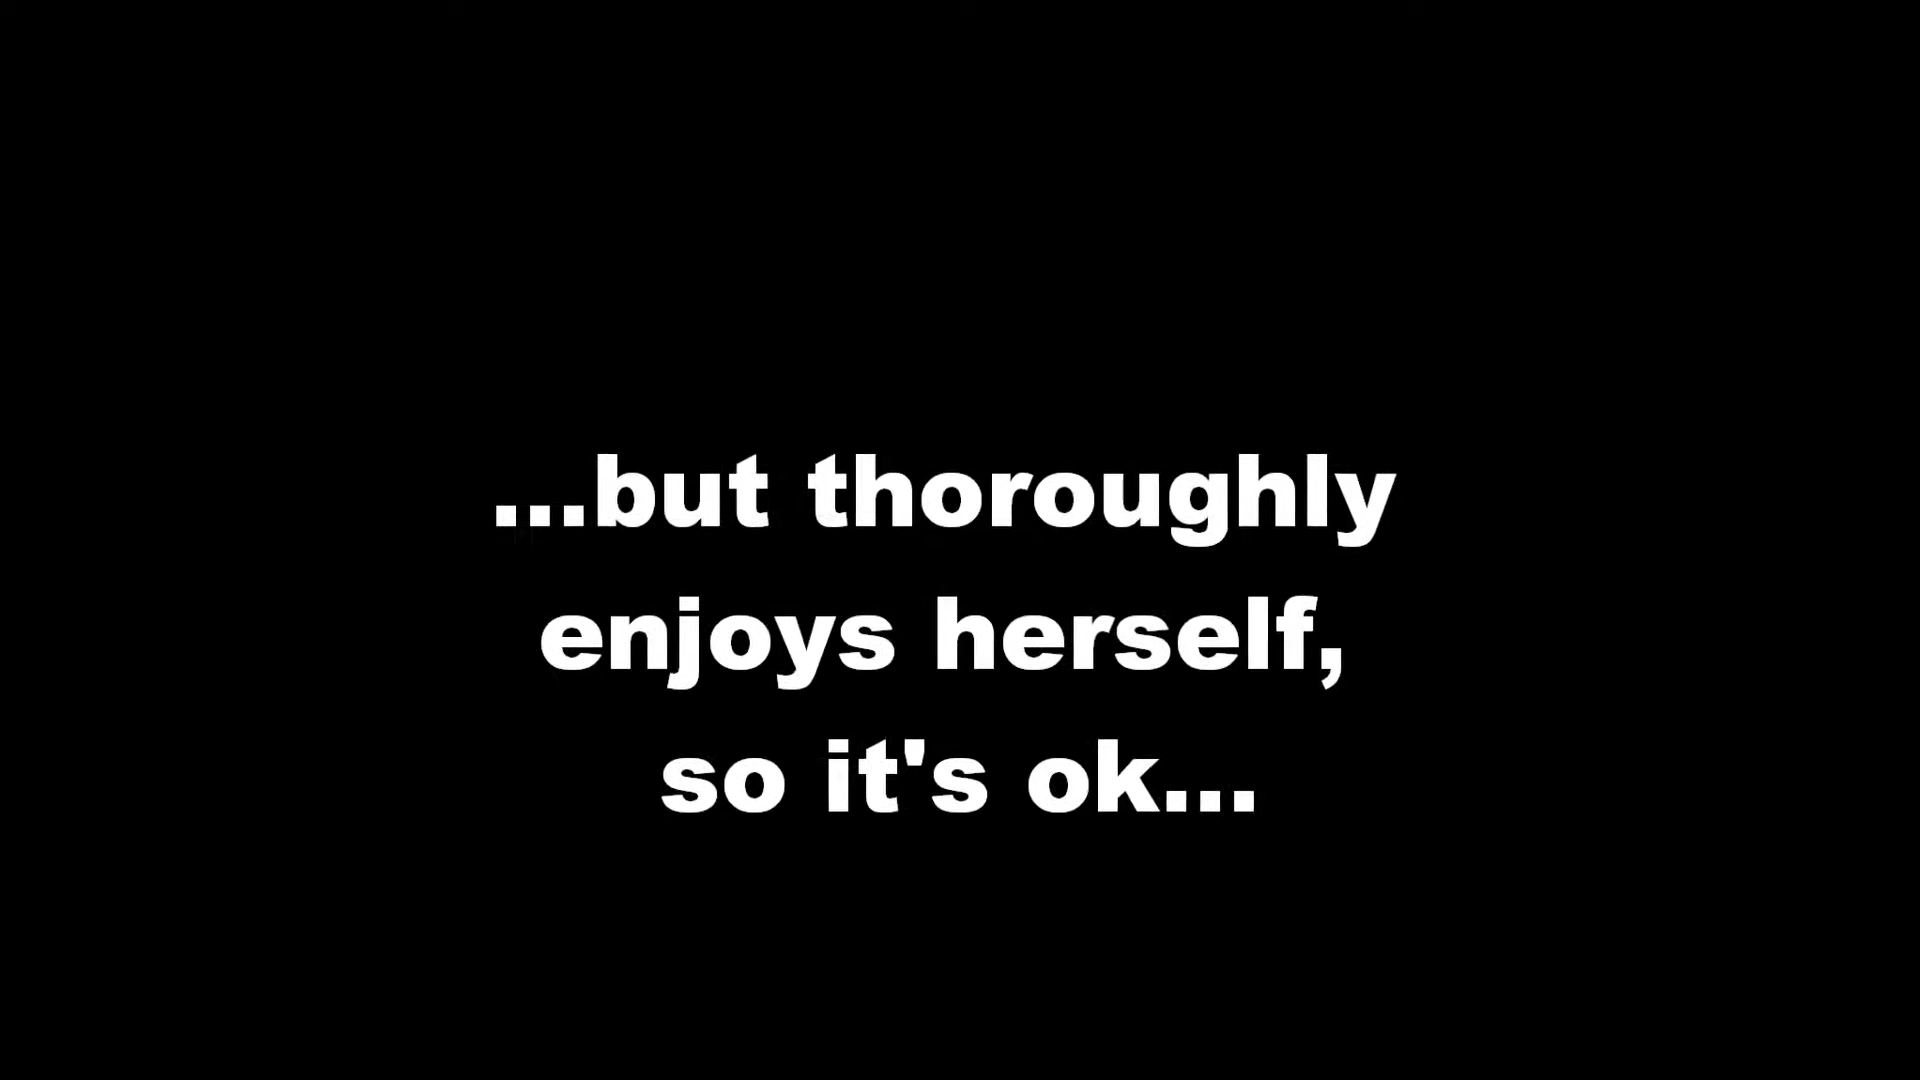 ...but thoroughly
enjoys herself,
so it's ok...